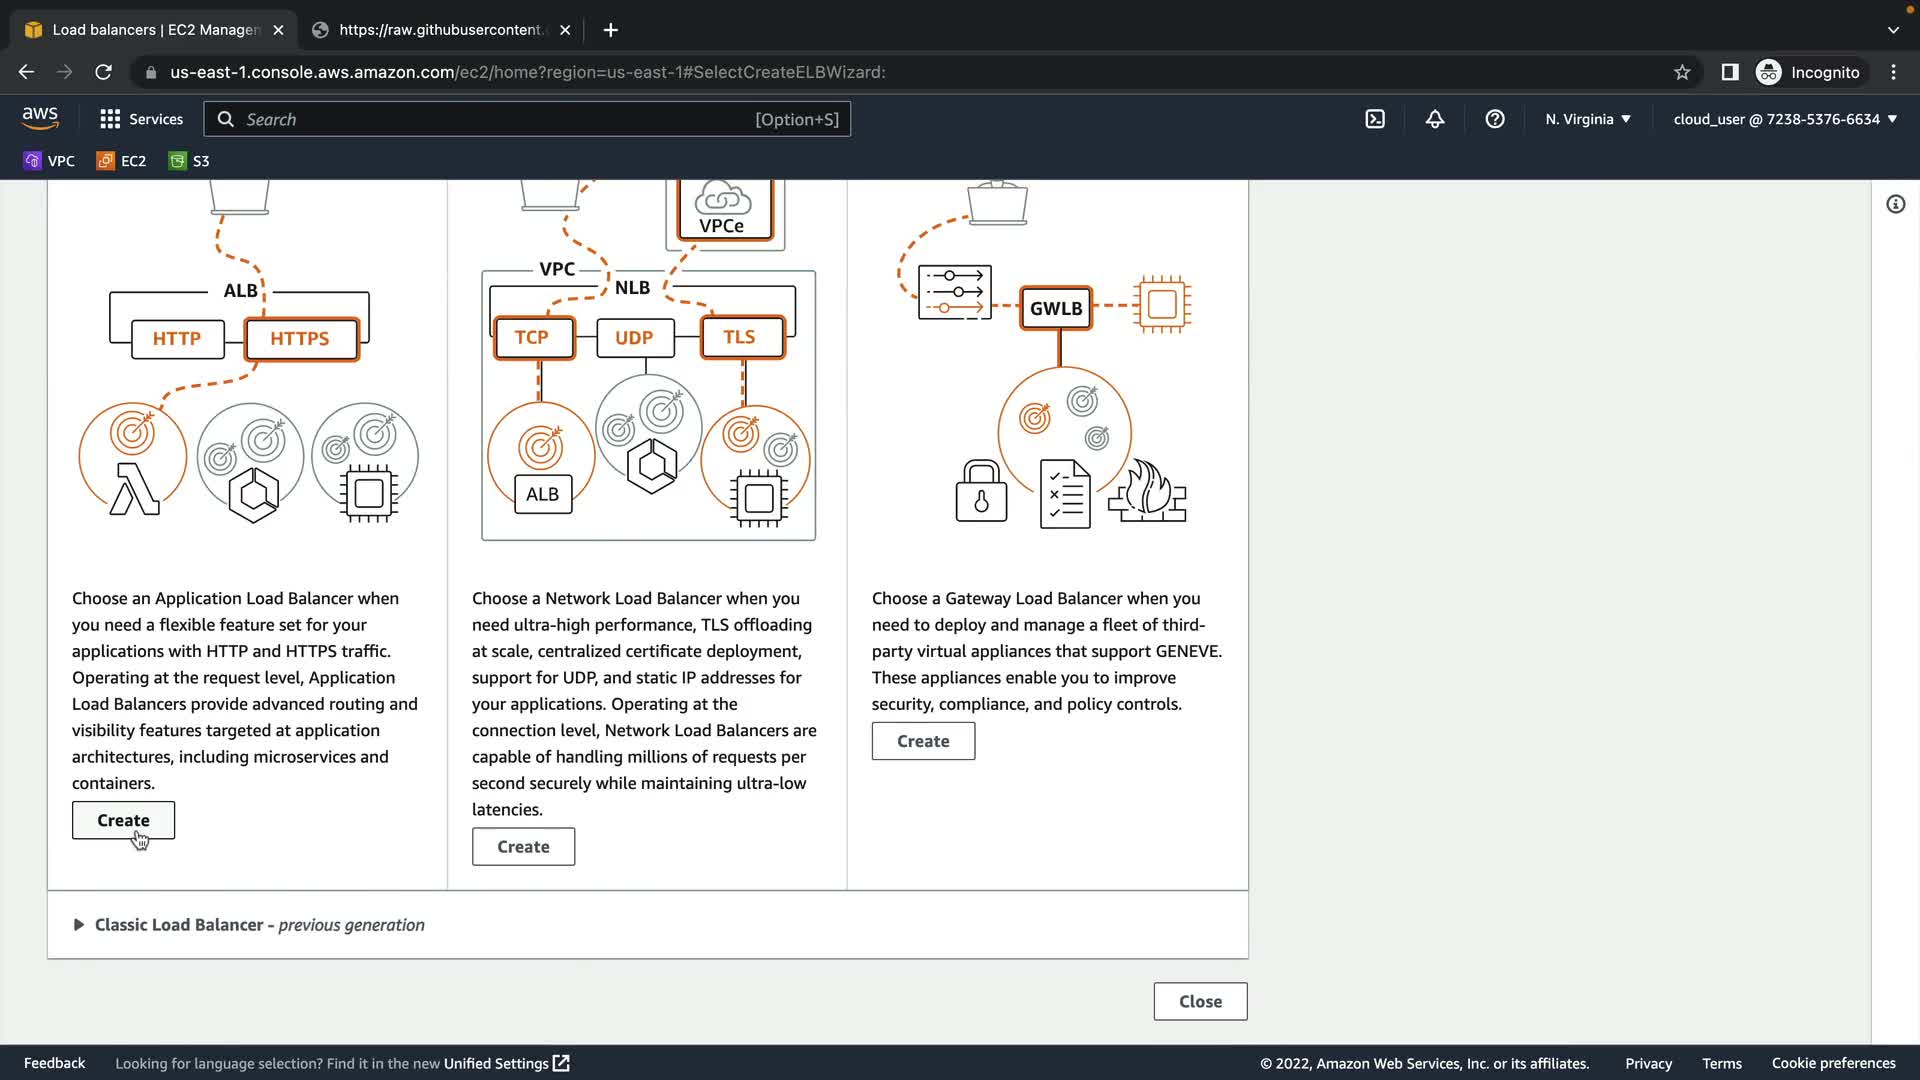 Load balancers | EC2 Managen
https://raw.githubusercontent.
us-east-1.console.aws.amazon.com/ec2/home?region=us-east-1#SelectCreateELBWizard:
Incognito
aws
Services
Search
[Option+S]
N. Virginia
cloud_user @ 7238-5376-6634
VPC
EC2
S3
ALB
HTTP
HTTPS
VPCe
VPC
NLB
TCP
UDP
TLS
ALB
GWLB
Choose an Application Load Balancer when
you need a flexible feature set for your
applications with HTTP and HTTPS traffic.
Operating at the request level, Application
Load Balancers provide advanced routing and
visibility features targeted at application
architectures, including microservices and
containers.
Create
Choose a Network Load Balancer when you
need ultra-high performance, TLS offloading
at scale, centralized certificate deployment,
support for UDP, and static IP addresses for
your applications. Operating at the
connection level, Network Load Balancers are
capable of handling millions of requests per
second securely while maintaining ultra-low
latencies.
Create
Choose a Gateway Load Balancer when you
need to deploy and manage a fleet of third-
party virtual appliances that support GENEVE.
These appliances enable you to improve
security, compliance, and policy controls.
Create
Classic Load Balancer - previous generation
Close
Feedback
Looking for language selection? Find it in the new Unified Settings
© 2022, Amazon Web Services, Inc. or its affiliates.
Privacy
Terms
Cookie preferences